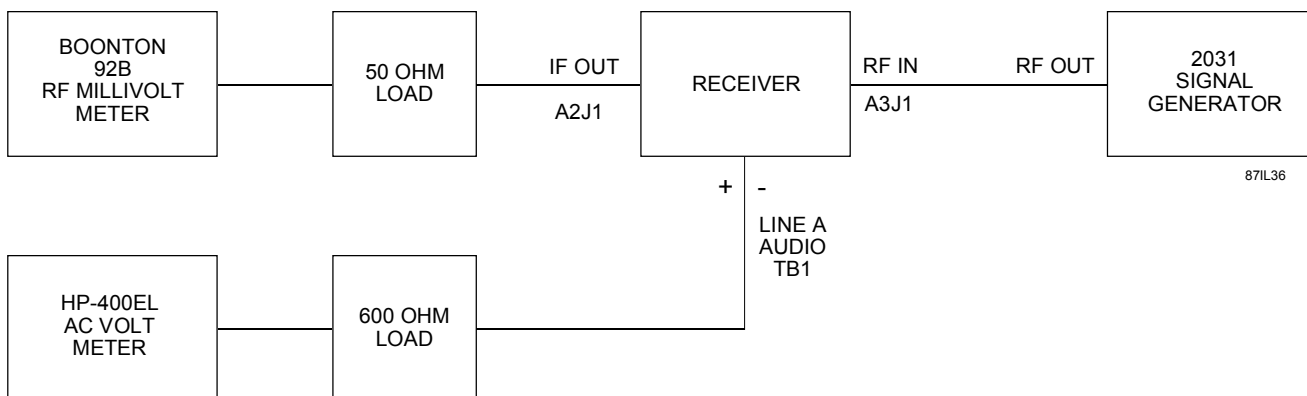 BOONTON
92B
RF MILLIVOLT
METER
50 OHM
LOAD
IF OUT
A2J1
RECEIVER
RF IN
A3J1
RF OUT
2031
SIGNAL
GENERATOR
87IL36
+ -
LINE A
AUDIO
TB1
HP-400EL
AC VOLT
METER
600 OHM
LOAD